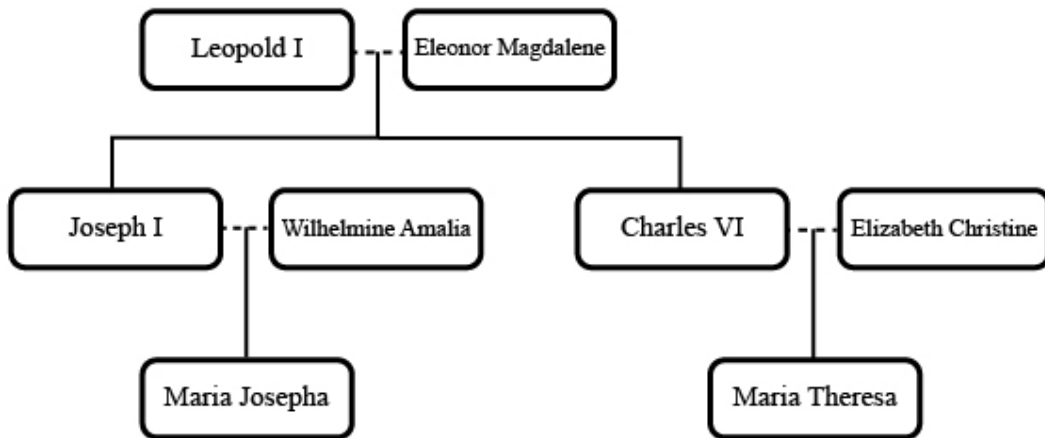 Leopold I
Eleonor Magdalene
Joseph I
Wilhelmine Amalia
Charles VI
Elizabeth Christine
Maria Josepha
Maria Theresa